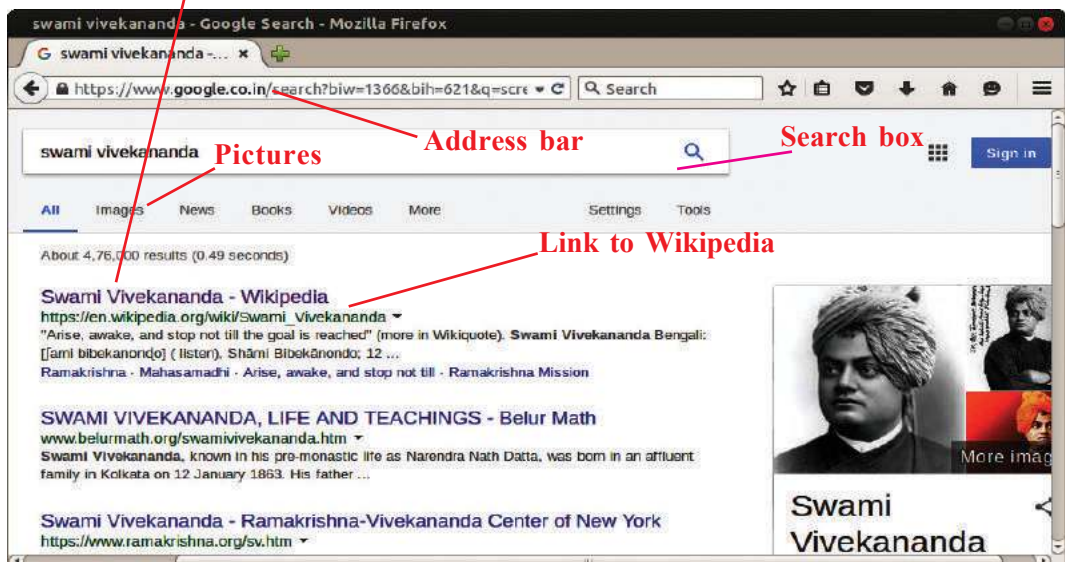 swami vivekananda - Google Search - Mozilla Firefox
G swami vivekananda -... ×
https://www.google.co.in/search?biw=1366&bih=621&q=scre
Search
Address bar
Search box
swami vivekananda
Pictures
Sign in
All Images News Books Videos More Settings Tools
Link to Wikipedia
About 4,76,000 results (0.49 seconds)
Swami Vivekananda - Wikipedia
https://en.wikipedia.org/wiki/Swami_Vivekananda
"Arise, awake, and stop not till the goal is reached" (more in Wikiquote). Swami Vivekananda Bengali:
[ʃami bibekanondo] ( listen), Shāmi Bibekānondo; 12 ...
Ramakrishna - Mahasamadhi - Arise, awake, and stop not till - Ramakrishna Mission
SWAMI VIVEKANANDA, LIFE AND TEACHINGS - Belur Math
www.belurmath.org/swamivivekananda.htm
Swami Vivekananda, known in his pre-monastic life as Narendra Nath Datta, was born in an affluent
family in Kolkata on 12 January 1863. His father ...
Swami Vivekananda - Ramakrishna-Vivekananda Center of New York
https://www.ramakrishna.org/sv.htm
More imag
Swami
Vivekananda